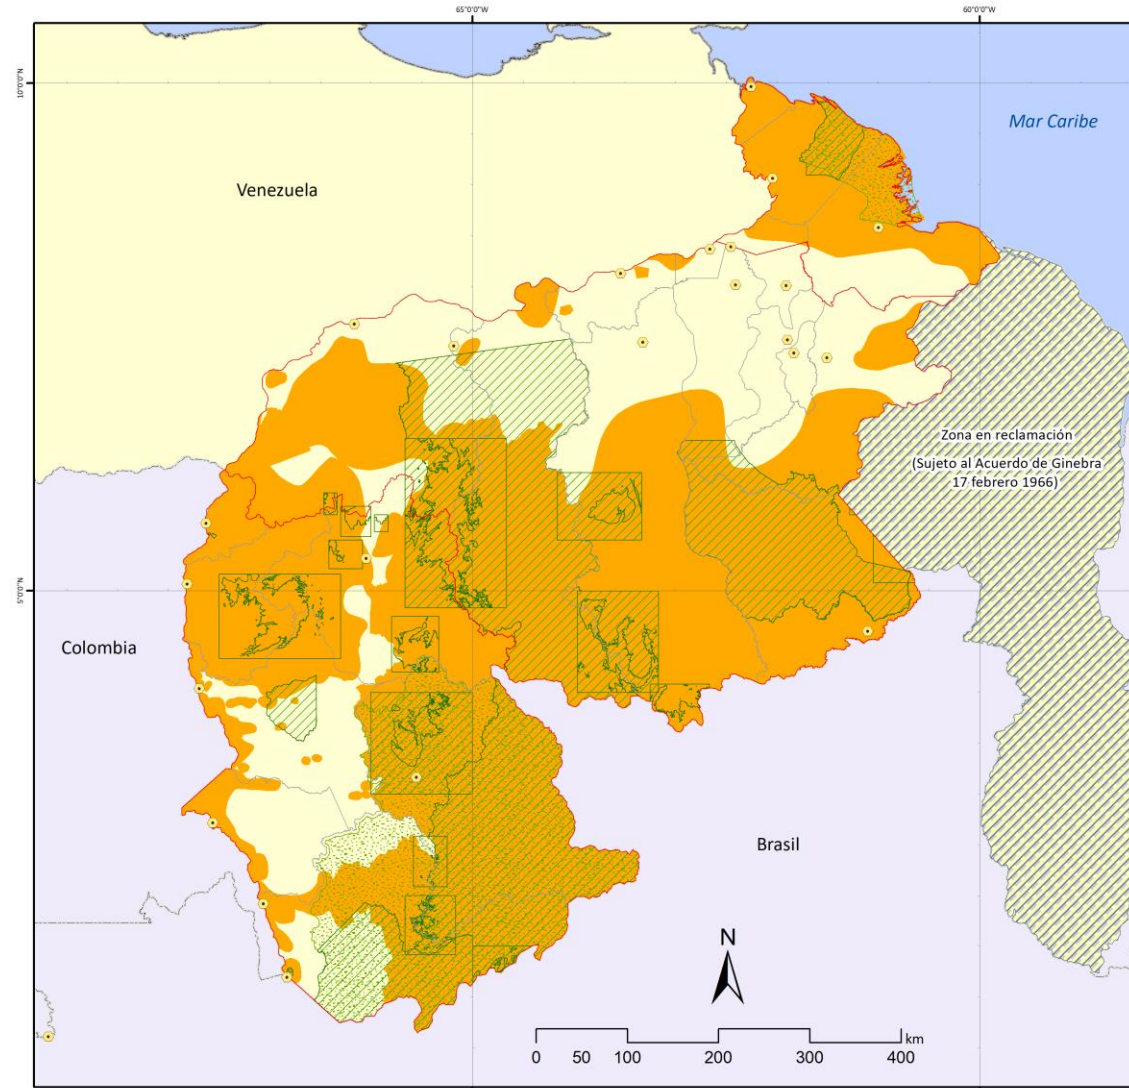 65°0'0"W
60°0'0"W
10°0'0"N
Mar Caribe
Venezuela
Zona en reclamación
(Sujeto al Acuerdo de Ginebra
17 febrero 1966)
5°0'0"N
Colombia
Brasil
N
km
0 50 100 200 300 400